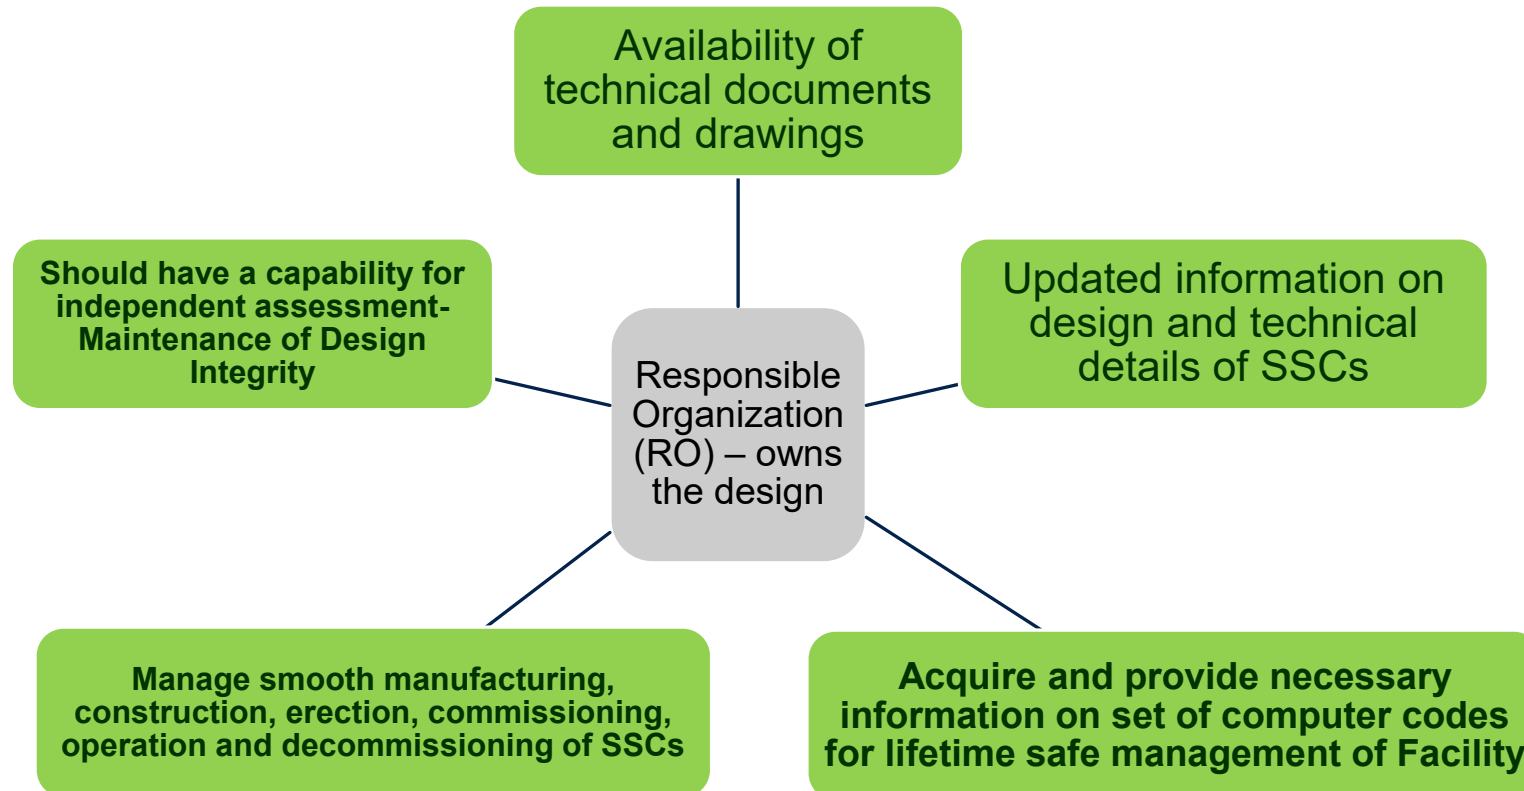 Availability of
technical documents
and drawings
Should have a capability for
independent assessment-
Maintenance of Design
Integrity
Updated information on
design and technical
details of SSCs
Responsible
Organization
(RO) – owns
the design
Manage smooth manufacturing,
construction, erection, commissioning,
operation and decommissioning of SSCs
Acquire and provide necessary
information on set of computer codes
for lifetime safe management of Facility